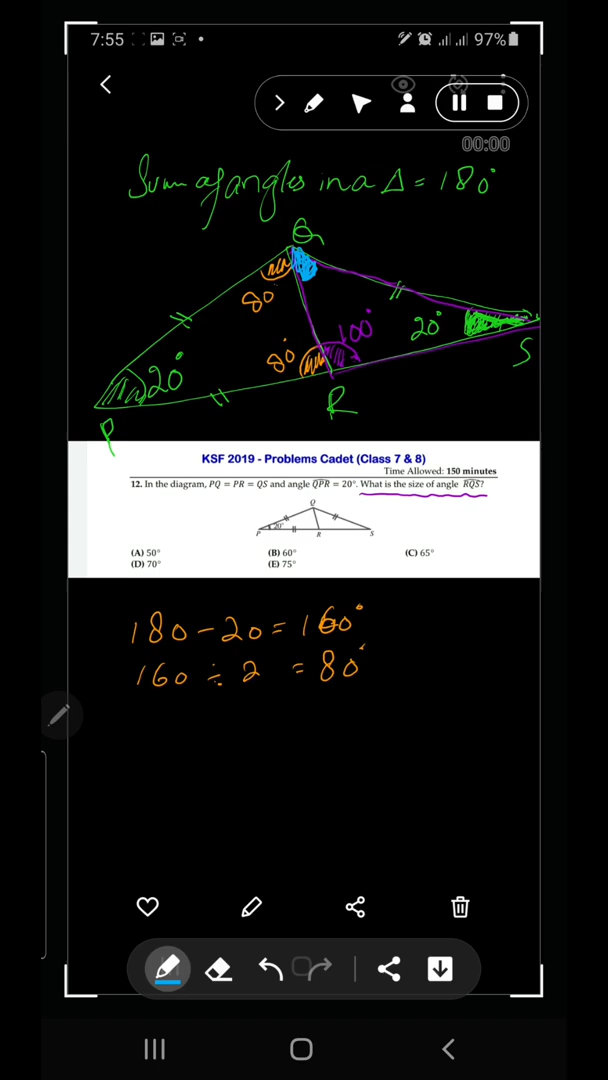 7:55 97%
00:00
Sum of angles in a Δ = 180°
Q
80
80° 100° 20°
20° S
R
P
KSF 2019 - Problems Cadet (Class 7 & 8)
Time Allowed: 150 minutes
12. In the diagram, PQ = PR = QS and angle QPR = 20°. What is the size of angle RQS?
Q
20°
P R S
(A) 50° (B) 60° (C) 65°
(D) 70° (E) 75°
180 - 20 = 160°
160 ÷ 2 = 80°